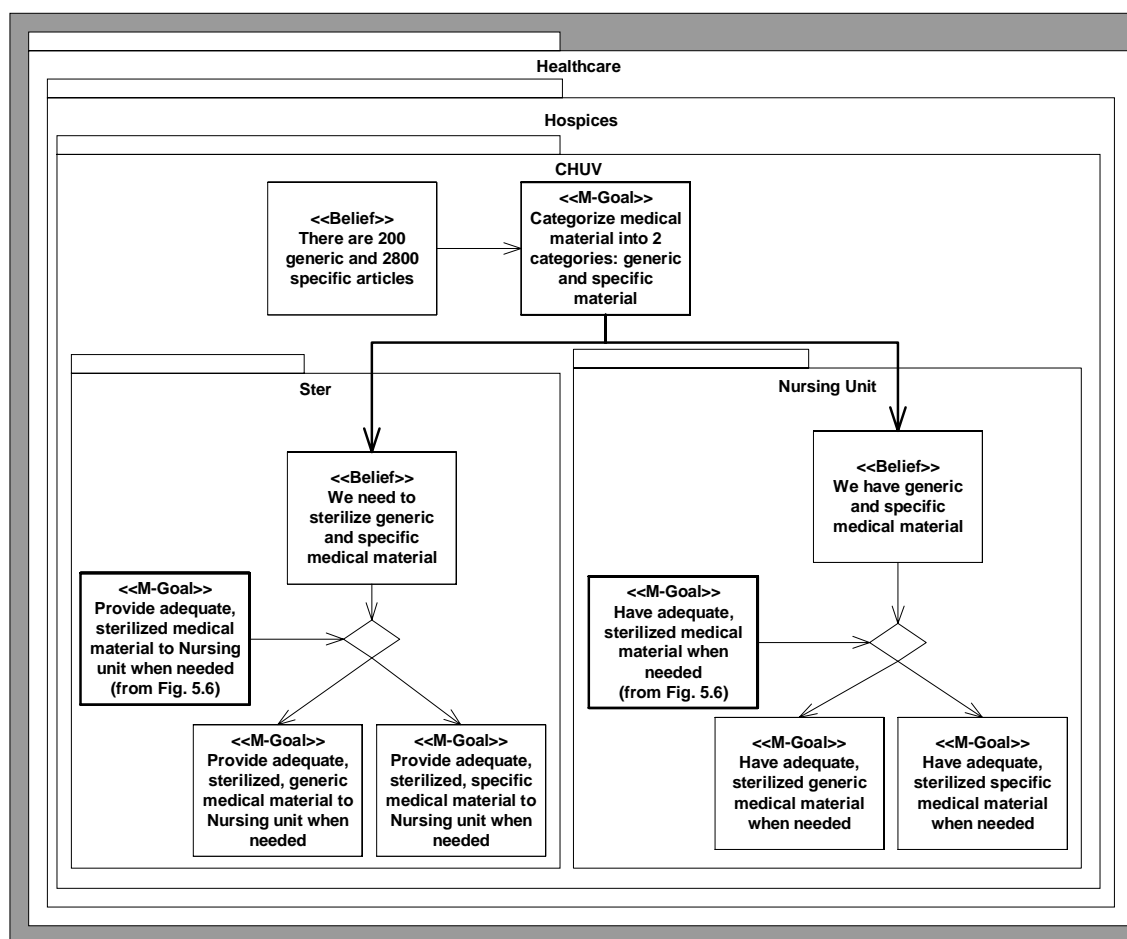 Healthcare
Hospices
CHUV
<<Belief>>
There are 200
generic and 2800
specific articles
<<M-Goal>>
Categorize medical
material into 2
categories: generic
and specific
material
Ster
<<Belief>>
We need to
sterilize generic
and specific
medical material
<<M-Goal>>
Provide adequate,
sterilized medical
material to Nursing
unit when needed
(from Fig. 5.6)
<<M-Goal>>
Provide adequate,
sterilized, generic
medical material to
Nursing unit when
needed
<<M-Goal>>
Provide adequate,
sterilized, specific
medical material to
Nursing unit when
needed
Nursing Unit
<<Belief>>
We have generic
and specific
medical material
<<M-Goal>>
Have adequate,
sterilized medical
material when
needed
(from Fig. 5.6)
<<M-Goal>>
Have adequate,
sterilized generic
medical material
when needed
<<M-Goal>>
Have adequate,
sterilized specific
medical material
when needed